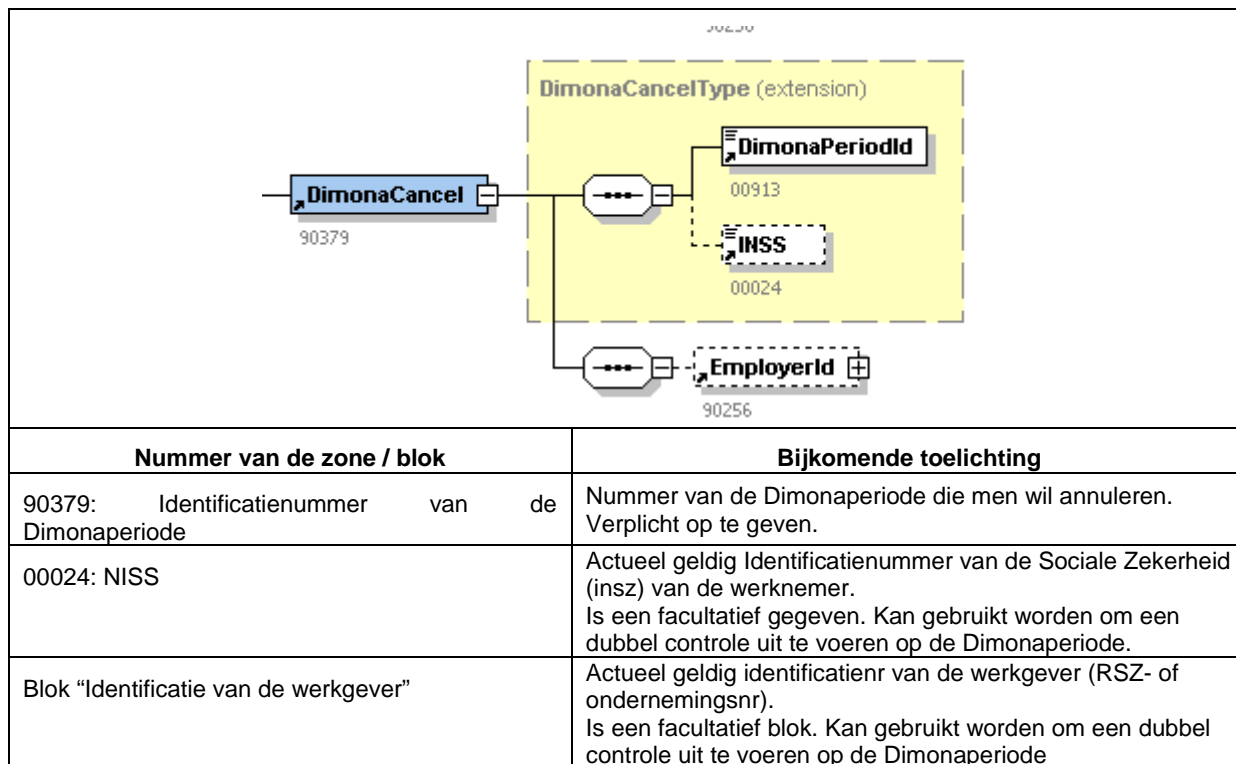 DimonaCancelType (extension)
DimonaPeriodId
00913
DimonaCancel
90379
INSS
00024
EmployerId
90256
Nummer van de zone / blok
Bijkomende toelichting
90379: Identificatienummer van de
Dimonaperiode
Nummer van de Dimonaperiode die men wil annuleren.
Verplicht op te geven.
00024: NISS
Actueel geldig Identificatienummer van de Sociale Zekerheid
(insz) van de werknemer.
Is een facultatief gegeven. Kan gebruikt worden om een
dubbel controle uit te voeren op de Dimonaperiode.
Blok “Identificatie van de werkgever”
Actueel geldig identificatienr van de werkgever (RSZ- of
ondernemingsnr).
Is een facultatief blok. Kan gebruikt worden om een dubbel
controle uit te voeren op de Dimonaperiode